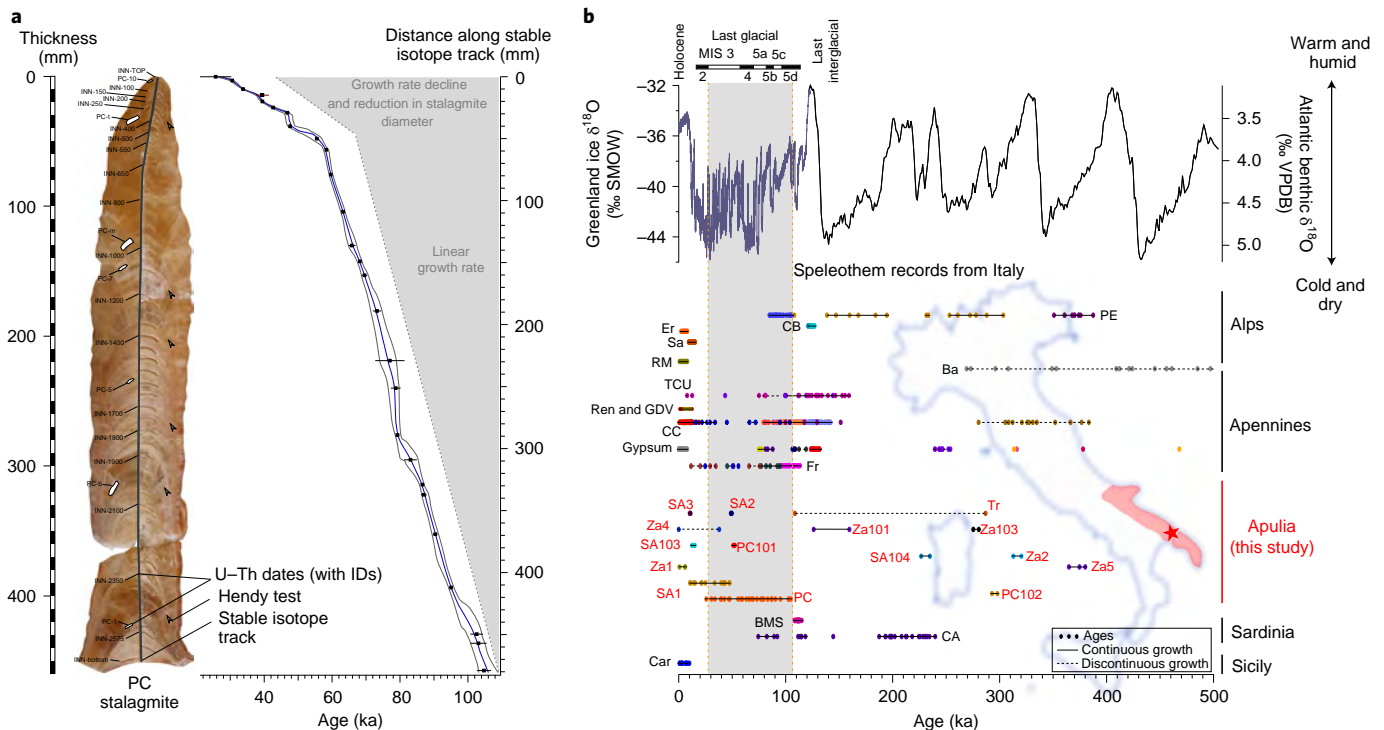 a
Thickness
(mm)
0
100
200
300
400
INN-TOP
PC-10
INN-100
INN-150
INN-200
INN-250
PC-t
INN-400
INN-500
INN-550
INN-650
INN-800
PC-m
INN-1000
PC-7
INN-1200
INN-1400
PC-5
INN-1700
INN-1800
INN-1900
PC-b
INN-2100
INN-2350
PC-1
INN-2575
INN-bottom
PC
stalagmite
U–Th dates (with IDs)
Hendy test
Stable isotope
track
Distance along stable
isotope track (mm)
0
100
200
300
400
Growth rate decline
and reduction in stalagmite
diameter
Linear
growth rate
40
60
80
100
Age (ka)
b
Holocene
Last glacial
MIS 3
5a
5c
2
4
5b
5d
Last
interglacial
Warm and
humid
Cold and
dry
Greenland ice δ18O
(‰ SMOW)
−32
−36
−40
−44
3.5
4.0
4.5
5.0
Atlantic benthic δ18O
(‰ VPDB)
Speleothem records from Italy
Er
CB
PE
Sa
RM
Alps
Ba
TCU
Ren and GDV
CC
Gypsum
Fr
Apennines
SA3
SA2
Tr
Za4
Za101
Za103
SA103
PC101
SA104
Za2
Za1
Za5
SA1
PC
PC102
Apulia
(this study)
BMS
CA
Sardinia
Car
Sicily
Ages
Continuous growth
Discontinuous growth
0
100
200
300
400
500
Age (ka)